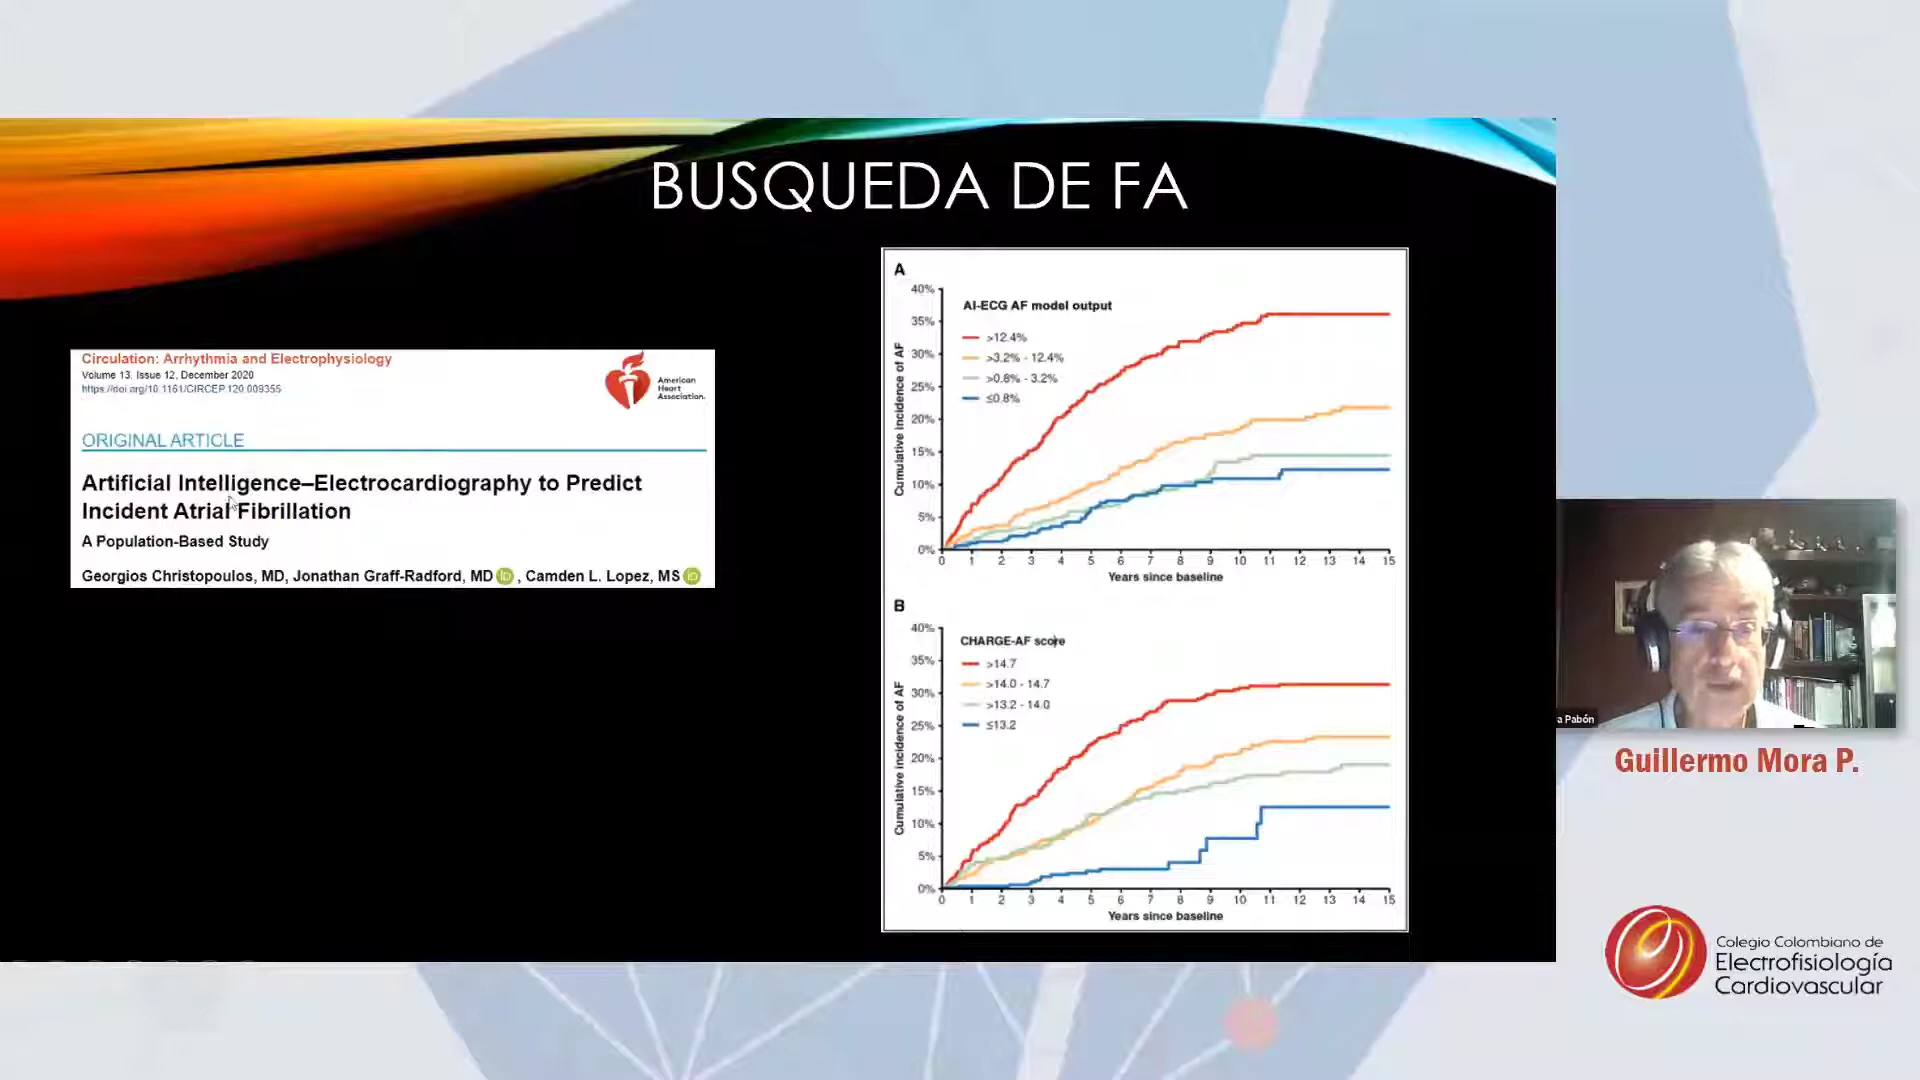 BUSQUEDA DE FA
Circulation: Arrhythmia and Electrophysiology
Volume 13, Issue 12, December 2020
https://doi.org/10.1161/CIRCEP.120.009355
American
Heart
Association.
ORIGINAL ARTICLE
Artificial Intelligence–Electrocardiography to Predict
Incident Atrial Fibrillation
A Population-Based Study
Georgios Christopoulos, MD, Jonathan Graff-Radford, MD iD , Camden L. Lopez, MS iD
A
AI-ECG AF model output
>12.4%
>3.2% - 12.4%
>0.8% - 3.2%
≤0.8%
Cumulative incidence of AF
40%
35%
30%
25%
20%
15%
10%
5%
0%
0 1 2 3 4 5 6 7 8 9 10 11 12 13 14 15
Years since baseline
B
CHARGE-AF score
>14.7
>14.0 - 14.7
>13.2 - 14.0
≤13.2
Cumulative incidence of AF
40%
35%
30%
25%
20%
15%
10%
5%
0%
0 1 2 3 4 5 6 7 8 9 10 11 12 13 14 15
Years since baseline
a Pabón
Guillermo Mora P.
Colegio Colombiano de
Electrofisiología
Cardiovascular